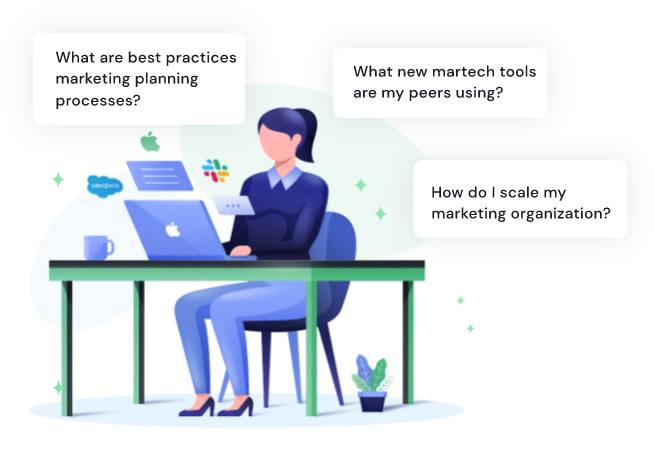 What are best practices
marketing planning
processes?
What new martech tools
are my peers using?
salesforce
How do I scale my
marketing organization?